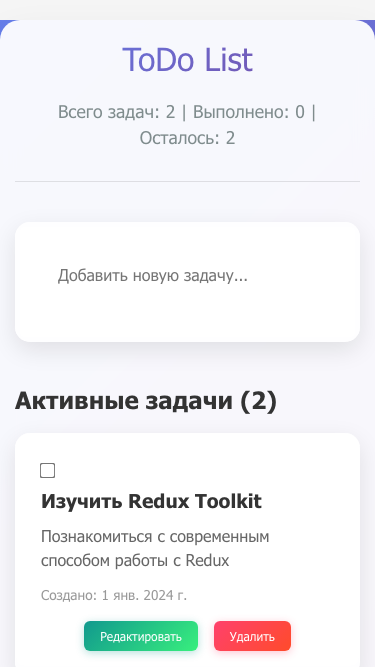 ToDo List
Всего задач: 2 | Выполнено: 0 |
Осталось: 2
Добавить новую задачу...
Активные задачи (2)
Изучить Redux Toolkit
Познакомиться с современным
способом работы с Redux
Создано: 1 янв. 2024 г.
Редактировать Удалить